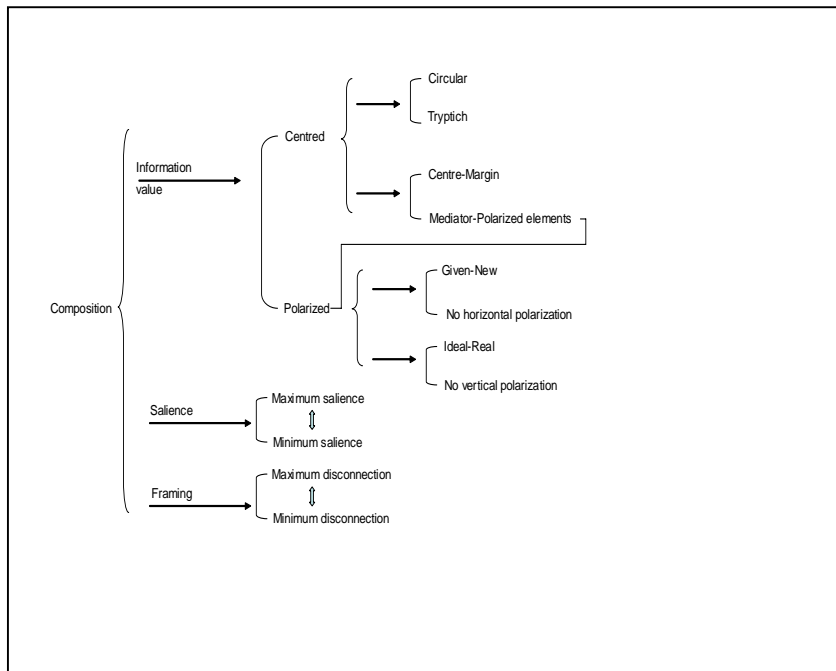 Circular
Tryptich
Centred
Information
value
Centre-Margin
Mediator-Polarized elements
Given-New
Composition
Polarized
No horizontal polarization
Ideal-Real
No vertical polarization
Maximum salience
Salience
Minimum salience
Maximum disconnection
Framing
Minimum disconnection